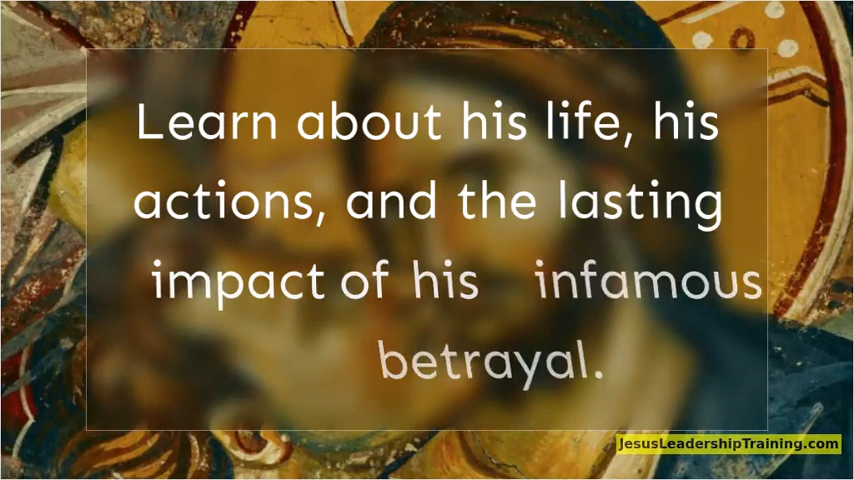 Learn about his life, his
actions, and the lasting
impact of his infamous
betrayal.
JesusLeadershipTraining.com